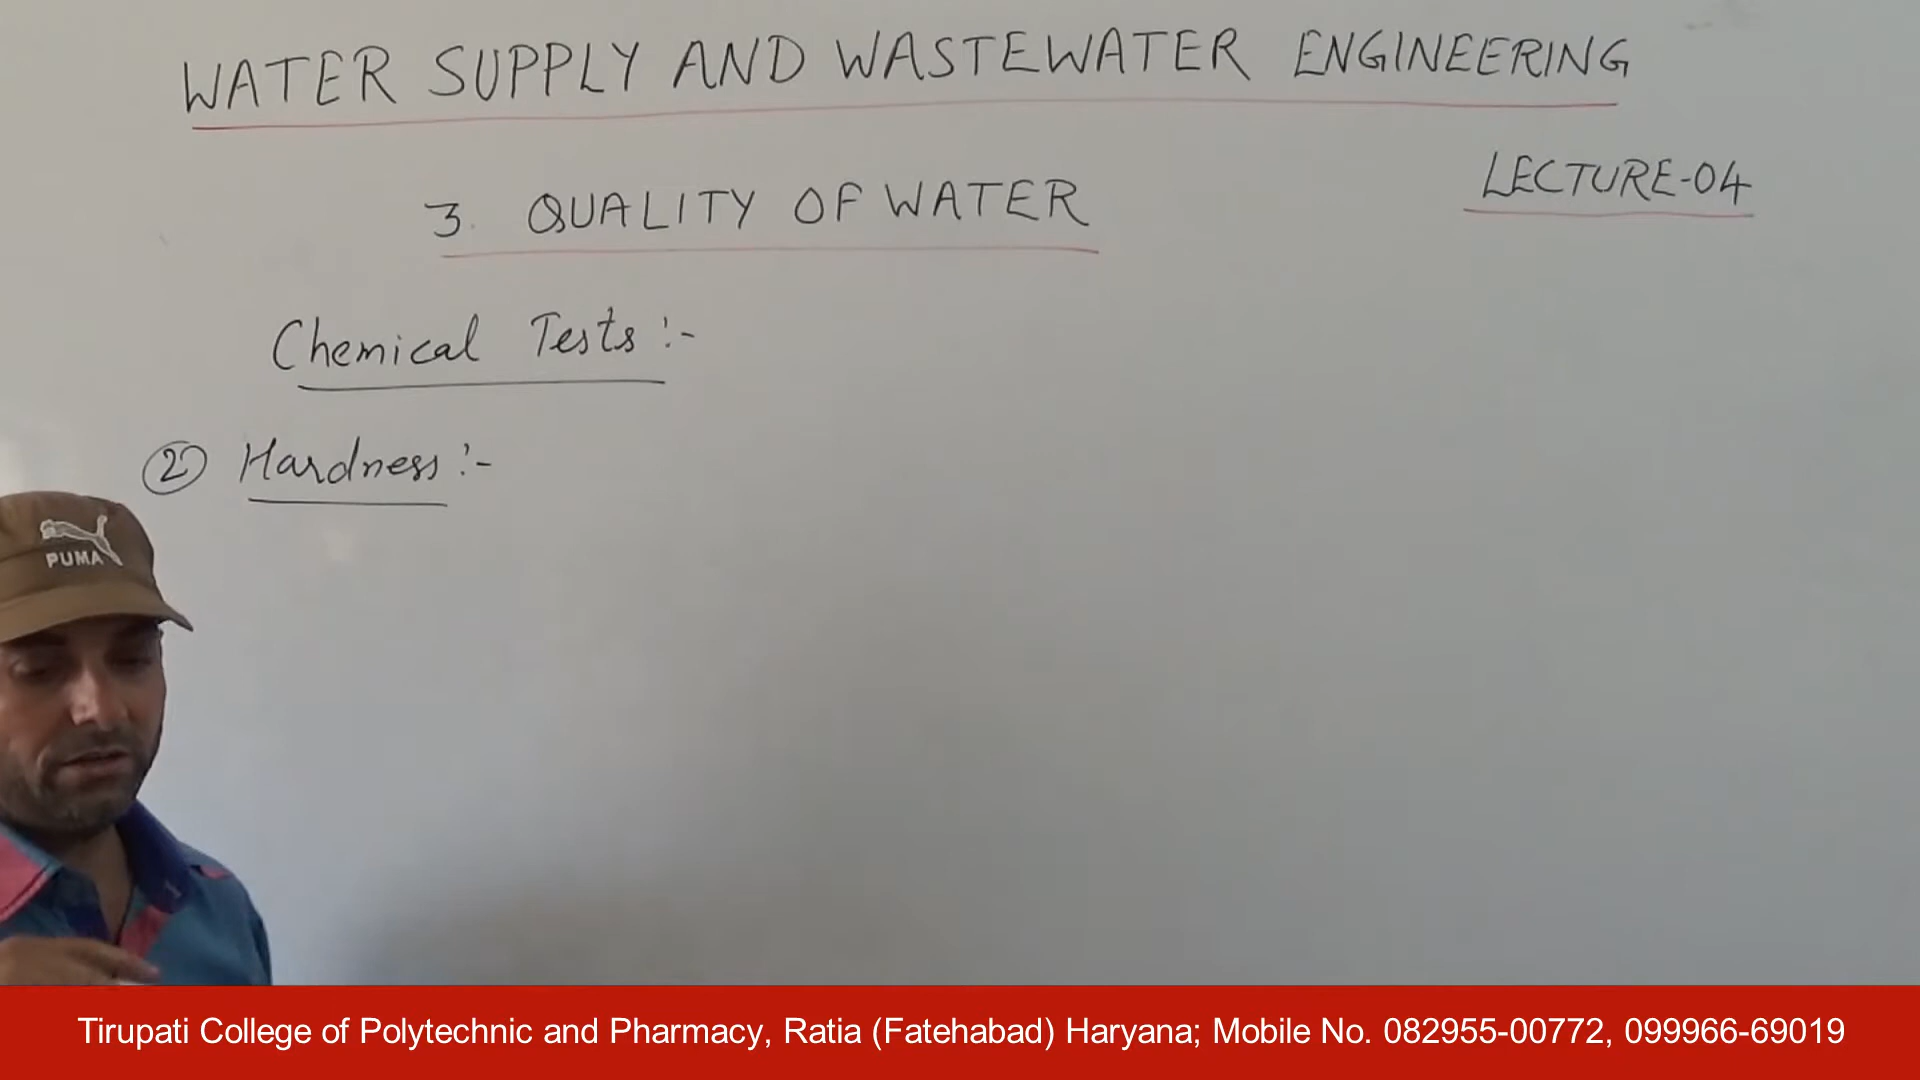 WATER SUPPLY AND WASTEWATER ENGINEERING
LECTURE-04
3. QUALITY OF WATER
Chemical Tests :-
② Hardness :-
PUMA
Tirupati College of Polytechnic and Pharmacy, Ratia (Fatehabad) Haryana; Mobile No. 082955-00772, 099966-69019